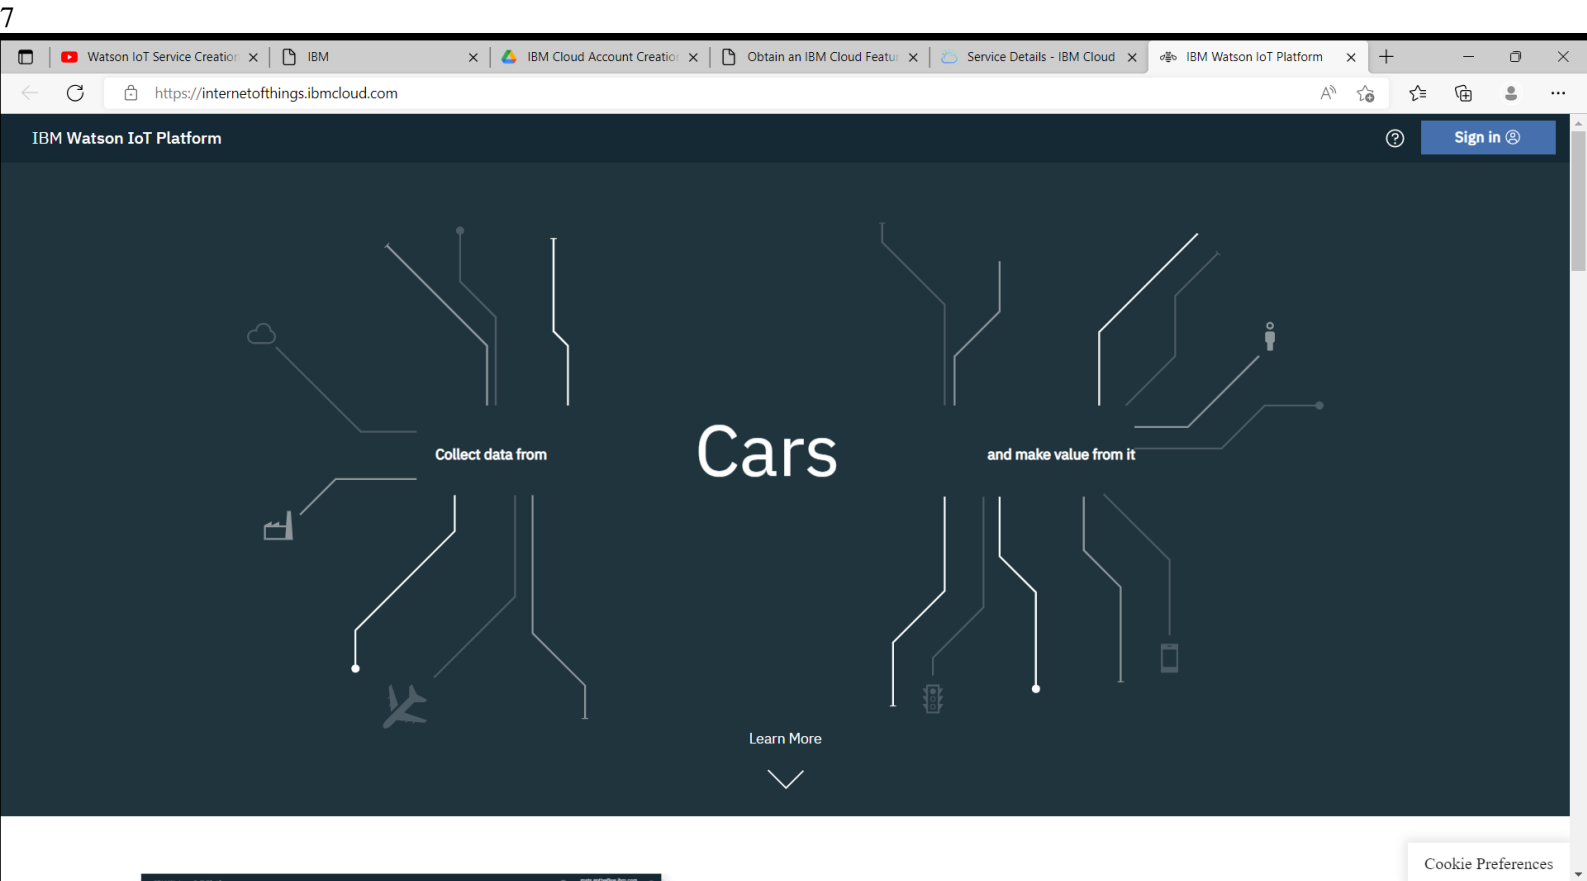 7
Watson IoT Service Creation
IBM
IBM Cloud Account Creation
Obtain an IBM Cloud Featur
Service Details - IBM Cloud
IBM Watson IoT Platform
https://internetofthings.ibmcloud.com
IBM Watson IoT Platform
Sign in
Collect data from
Cars
and make value from it
Learn More
Cookie Preferences